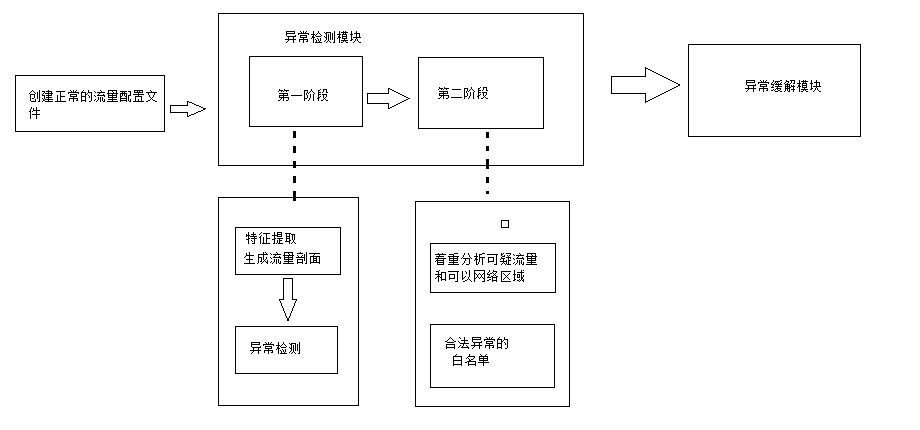 异常检测模块
创建正常的流量配置文
件
第一阶段
第二阶段
异常缓解模块
特征提取
生成流量剖面
异常检测
着重分析可疑流量
和可以网络区域
合法异常的
白名单